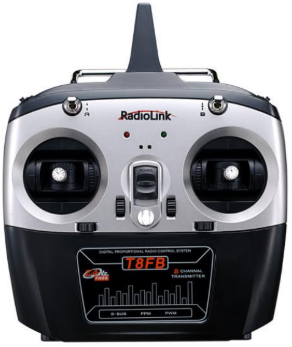 A
B
RadioLink
DIGITAL PROPORTIONAL RADIO CONTROL SYSTEM
T8FB
8 CHANNEL
TRANSMITTER
S-BUS PPM PWM